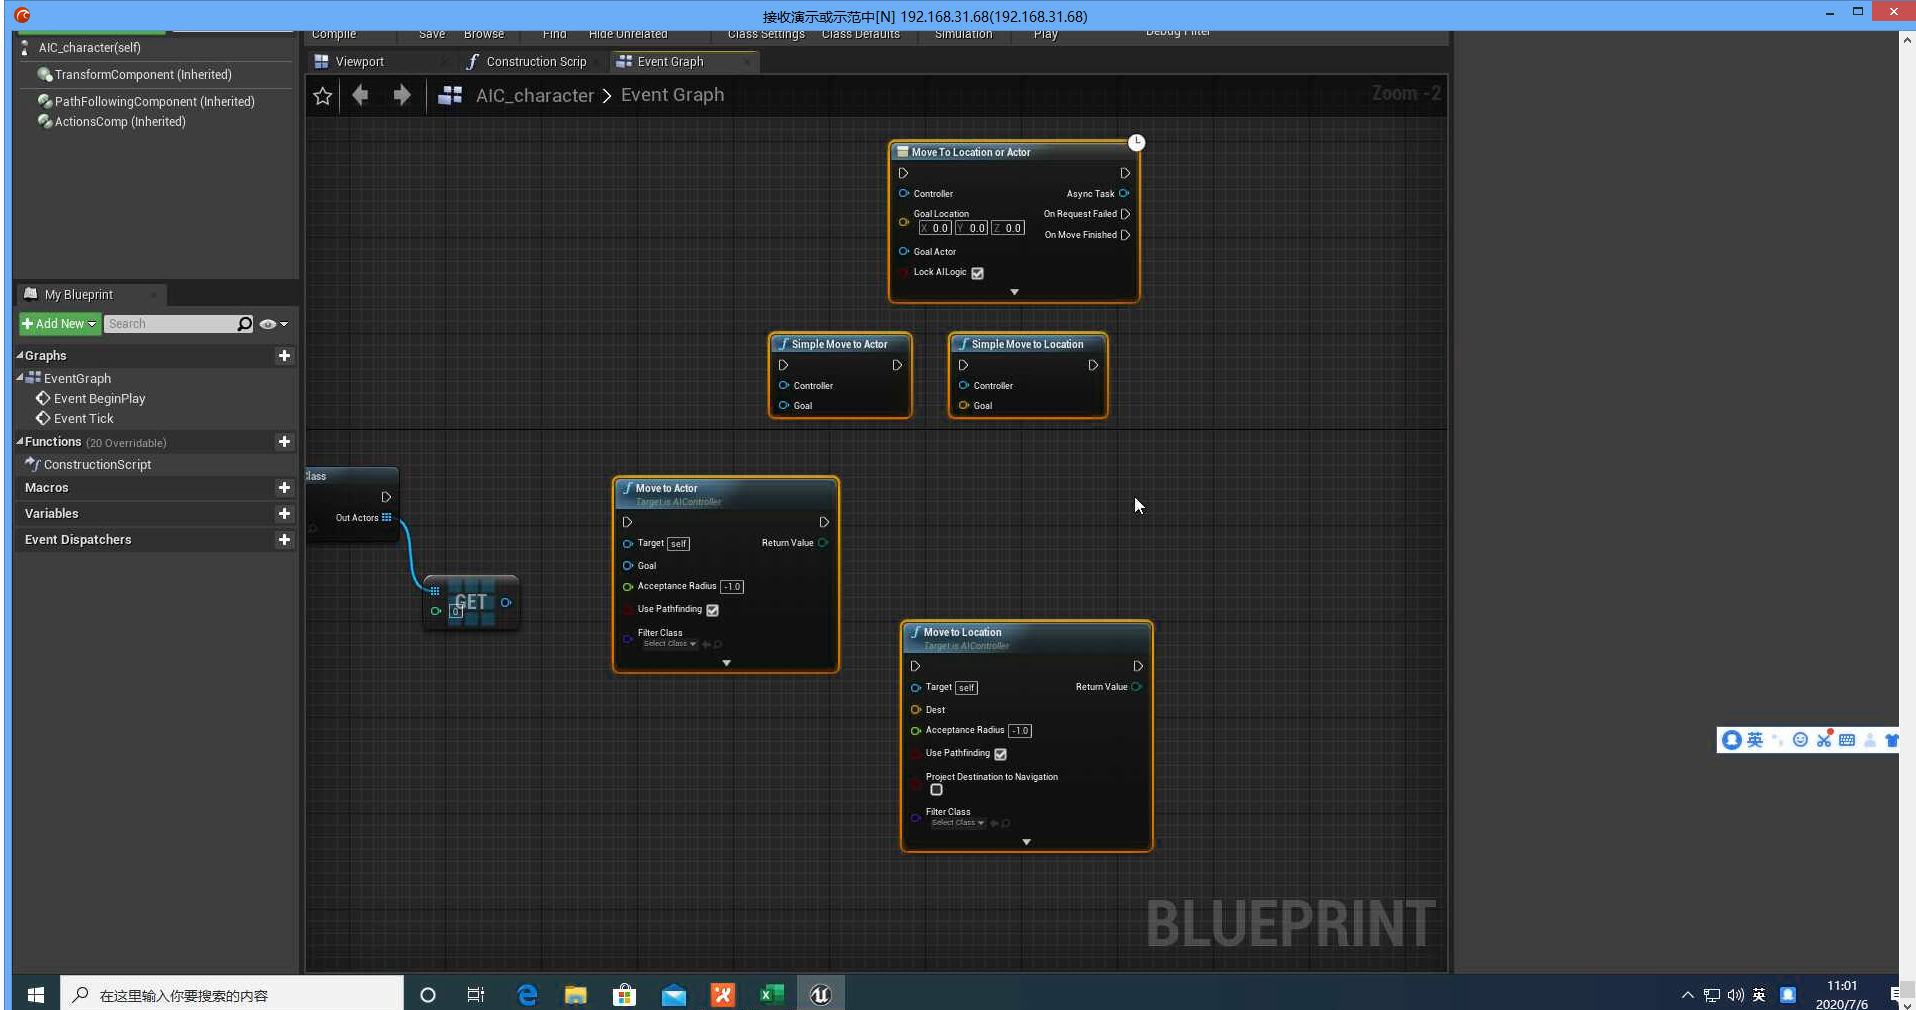 接收演示或示范中[N] 192.168.31.68(192.168.31.68)
Compile Save Browse Find Hide Unrelated Class Settings Class Defaults Simulation Play Debug Filter
AIC_character(self)
TransformComponent (Inherited)
PathFollowingComponent (Inherited)
ActionsComp (Inherited)
Viewport
Construction Scrip
Event Graph
AIC_character > Event Graph
Zoom -2
My Blueprint
Add New
Search
Graphs
EventGraph
Event BeginPlay
Event Tick
Functions (20 Overridable)
ConstructionScript
Macros
Variables
Event Dispatchers
Move To Location or Actor
Controller
Async Task
Goal Location
X 0.0 Y 0.0 Z 0.0
On Request Failed
On Move Finished
Goal Actor
Lock AILogic
Simple Move to Actor
Controller
Goal
Simple Move to Location
Controller
Goal
lass
Out Actors
GET
0
Move to Actor
Target is AIController
Target self
Return Value
Goal
Acceptance Radius -1.0
Use Pathfinding
Filter Class
Select Class
Move to Location
Target is AIController
Target self
Return Value
Dest
Acceptance Radius -1.0
Use Pathfinding
Project Destination to Navigation
Filter Class
Select Class
BLUEPRINT
英
在这里输入你要搜索的内容
英
11:01
2020/7/6